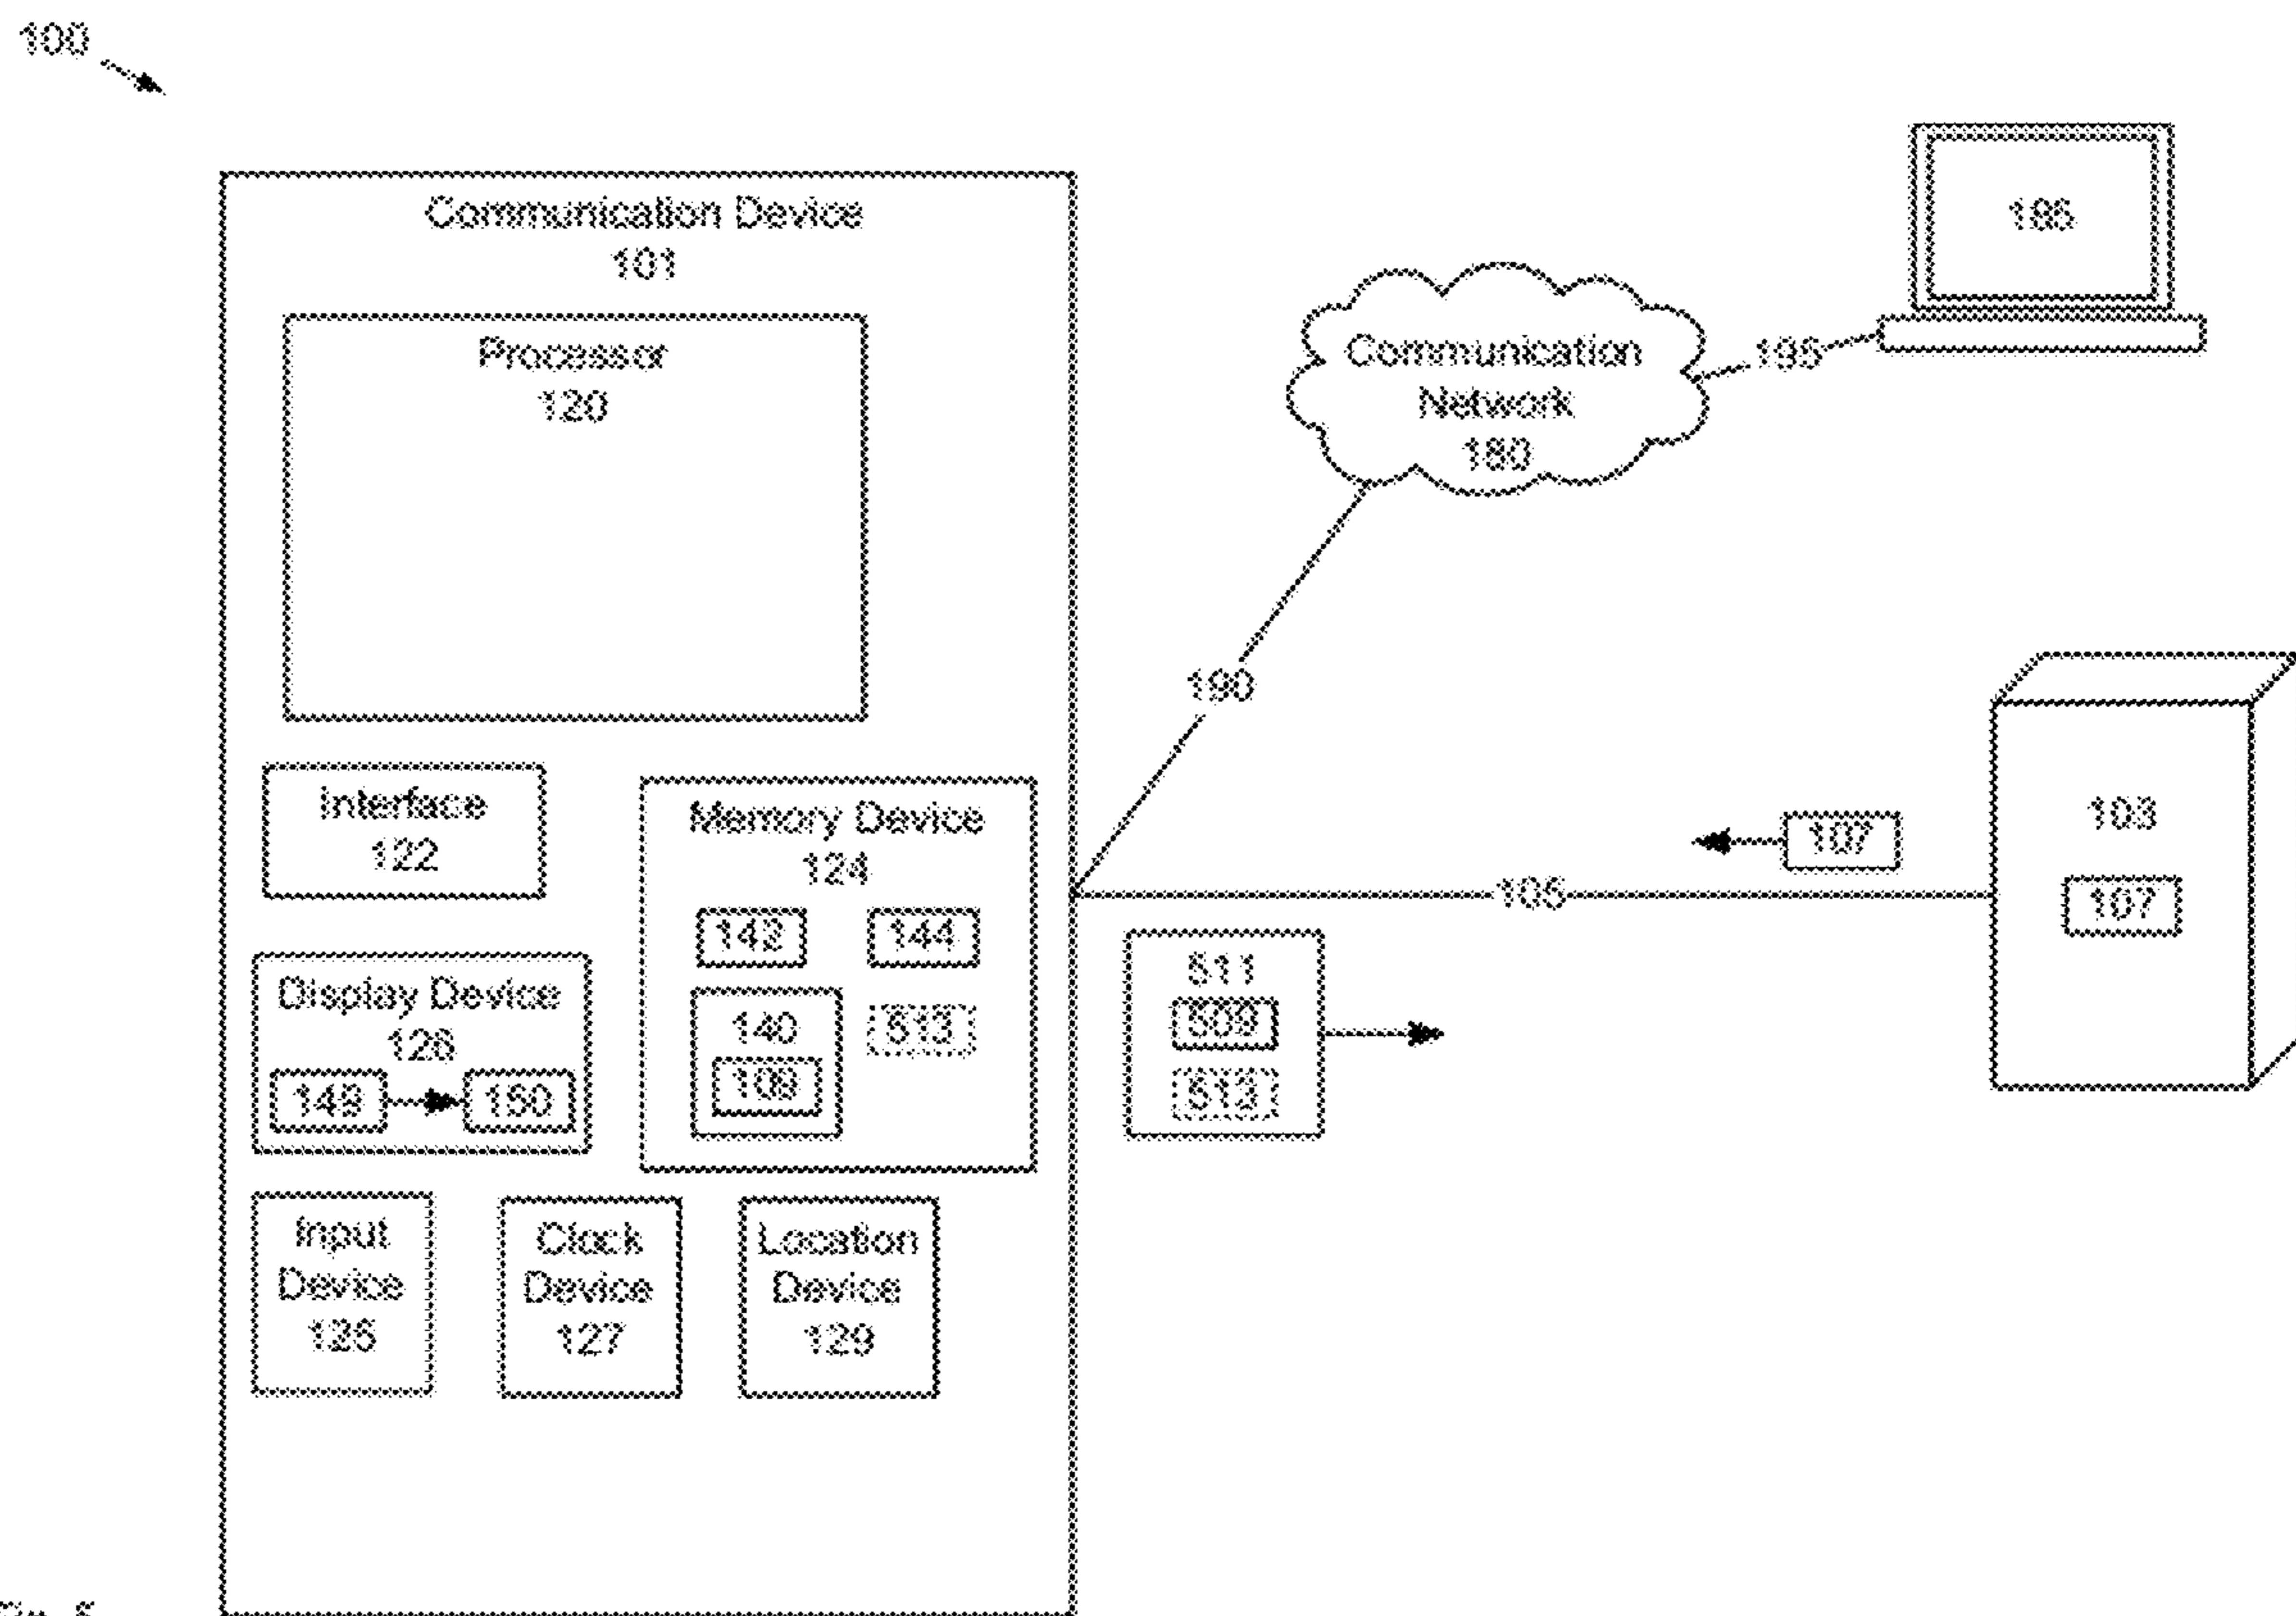 100
Communication Device
101
Processor
120
Interface
122
Memory Device
124
142
144
140
109
513
Display Device
126
149
150
Input
Device
125
Clock
Device
127
Location
Device
129
Communication
Network
180
195
190
105
107
103
107
511
509
513